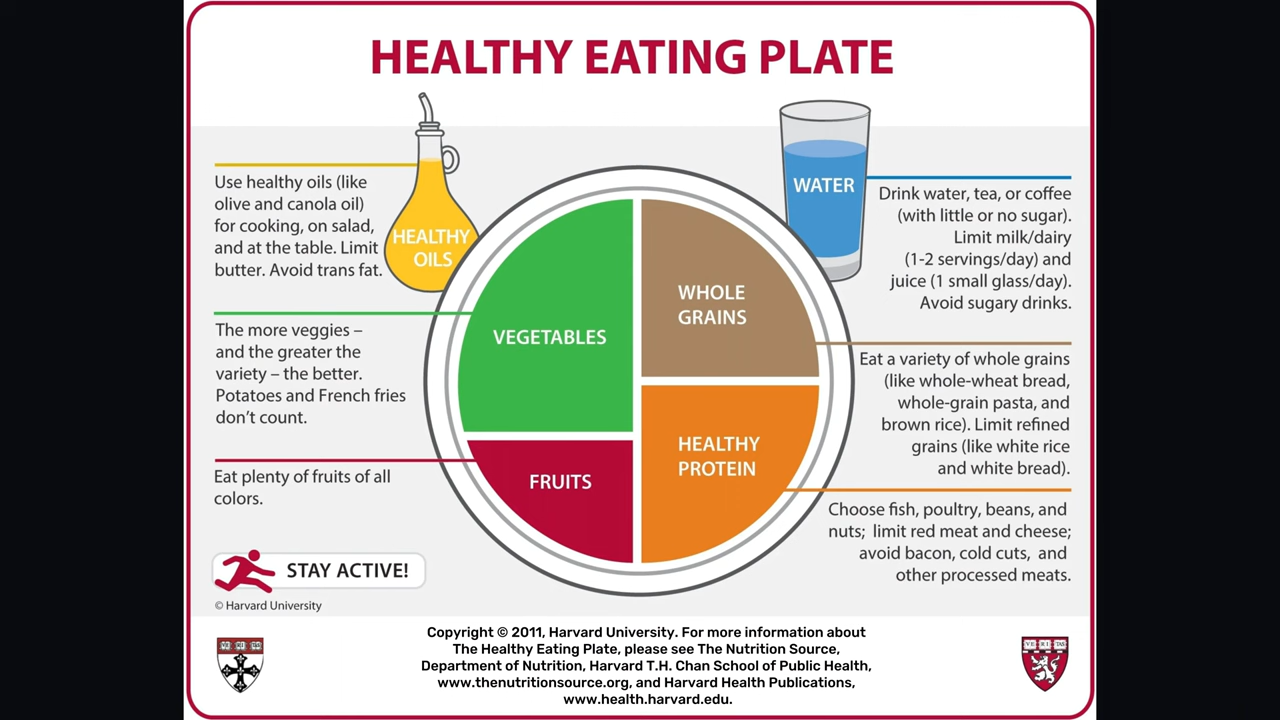 HEALTHY EATING PLATE
Use healthy oils (like
olive and canola oil)
for cooking, on salad,
and at the table. Limit
butter. Avoid trans fat.
HEALTHY
OILS
WATER
Drink water, tea, or coffee
(with little or no sugar).
Limit milk/dairy
(1-2 servings/day) and
juice (1 small glass/day).
Avoid sugary drinks.
The more veggies –
and the greater the
variety – the better.
Potatoes and French fries
don’t count.
VEGETABLES
WHOLE
GRAINS
Eat a variety of whole grains
(like whole-wheat bread,
whole-grain pasta, and
brown rice). Limit refined
grains (like white rice
and white bread).
Eat plenty of fruits of all
colors.
FRUITS
HEALTHY
PROTEIN
Choose fish, poultry, beans, and
nuts; limit red meat and cheese;
avoid bacon, cold cuts, and
other processed meats.
STAY ACTIVE!
© Harvard University
Copyright © 2011, Harvard University. For more information about
The Healthy Eating Plate, please see The Nutrition Source,
Department of Nutrition, Harvard T.H. Chan School of Public Health,
www.thenutritionsource.org, and Harvard Health Publications,
www.health.harvard.edu.
VE RI TAS